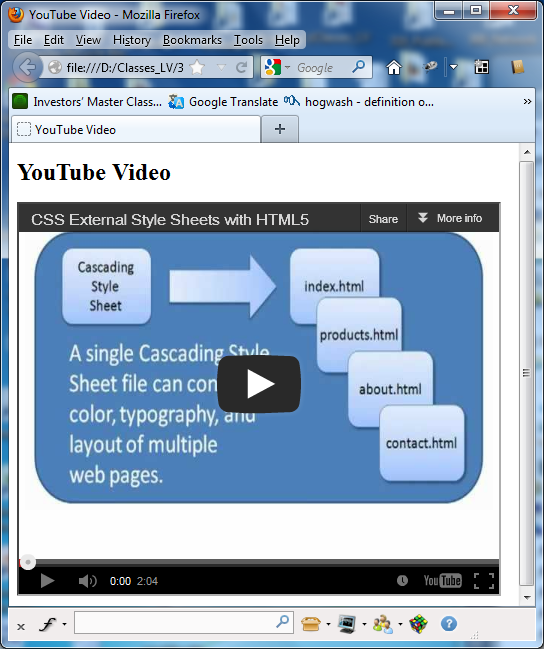 YouTube Video - Mozilla Firefox
File Edit View History Bookmarks Tools Help
file:///D:/Classes_LV/3
Google
Investors' Master Class... Google Translate hogwash - definition o...
YouTube Video
YouTube Video
CSS External Style Sheets with HTML5 Share More info
Cascading
Style
Sheet
index.html
products.html
about.html
contact.html
A single Cascading Style
Sheet file can con
color, typography, and
layout of multiple
web pages.
0:00 2:04 YouTube